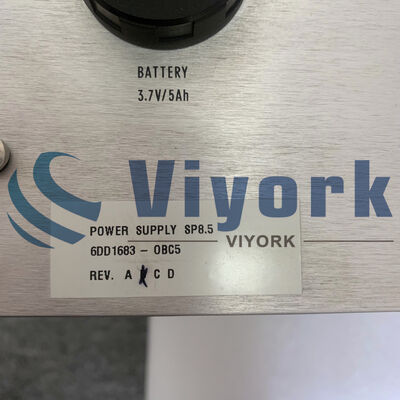 BATTERY
3.7V/5Ah
Viyork
POWER SUPPLY SP8.5
VIYORK
6DD1683 - 0BC5
REV. A C D